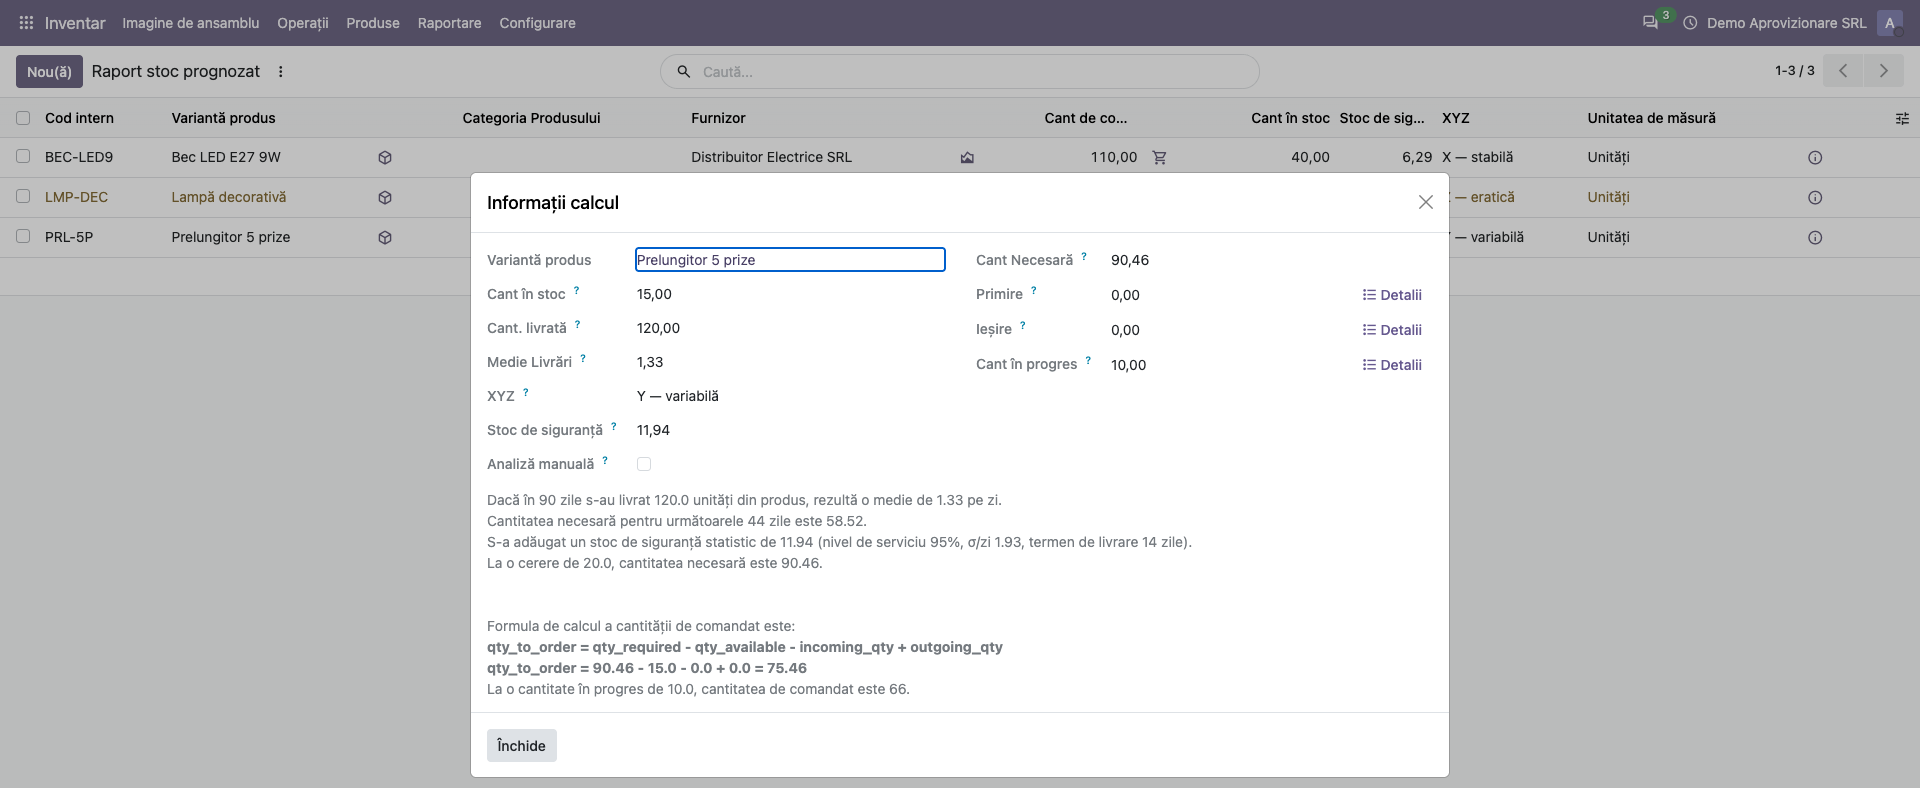 Inventar Imagine de ansamblu Operații Produse Raportare Configurare 3 Demo Aprovizionare SRL A
Nou(ă) Raport stoc prognozat Caută... 1-3 / 3
Cod intern Variantă produs Categoria Produsului Furnizor Cant de co... Cant în stoc Stoc de sig... XYZ Unitatea de măsură
BEC-LED9 Bec LED E27 9W Distribuitor Electrice SRL 110,00 40,00 6,29 X — stabilă Unități
LMP-DEC Lampă decorativă — eratică Unități
PRL-5P Prelungitor 5 prize — variabilă Unități
Informații calcul
Variantă produs Prelungitor 5 prize
Cant în stoc ? 15,00
Cant. livrată ? 120,00
Medie Livrări ? 1,33
XYZ ? Y — variabilă
Stoc de siguranță ? 11,94
Analiză manuală ?
Cant Necesară ? 90,46
Primire ? 0,00 Detalii
Ieșire ? 0,00 Detalii
Cant în progres ? 10,00 Detalii
Dacă în 90 zile s-au livrat 120.0 unități din produs, rezultă o medie de 1.33 pe zi.
Cantitatea necesară pentru următoarele 44 zile este 58.52.
S-a adăugat un stoc de siguranță statistic de 11.94 (nivel de serviciu 95%, σ/zi 1.93, termen de livrare 14 zile).
La o cerere de 20.0, cantitatea necesară este 90.46.
Formula de calcul a cantității de comandat este:
qty_to_order = qty_required - qty_available - incoming_qty + outgoing_qty
qty_to_order = 90.46 - 15.0 - 0.0 + 0.0 = 75.46
La o cantitate în progres de 10.0, cantitatea de comandat este 66.
Închide